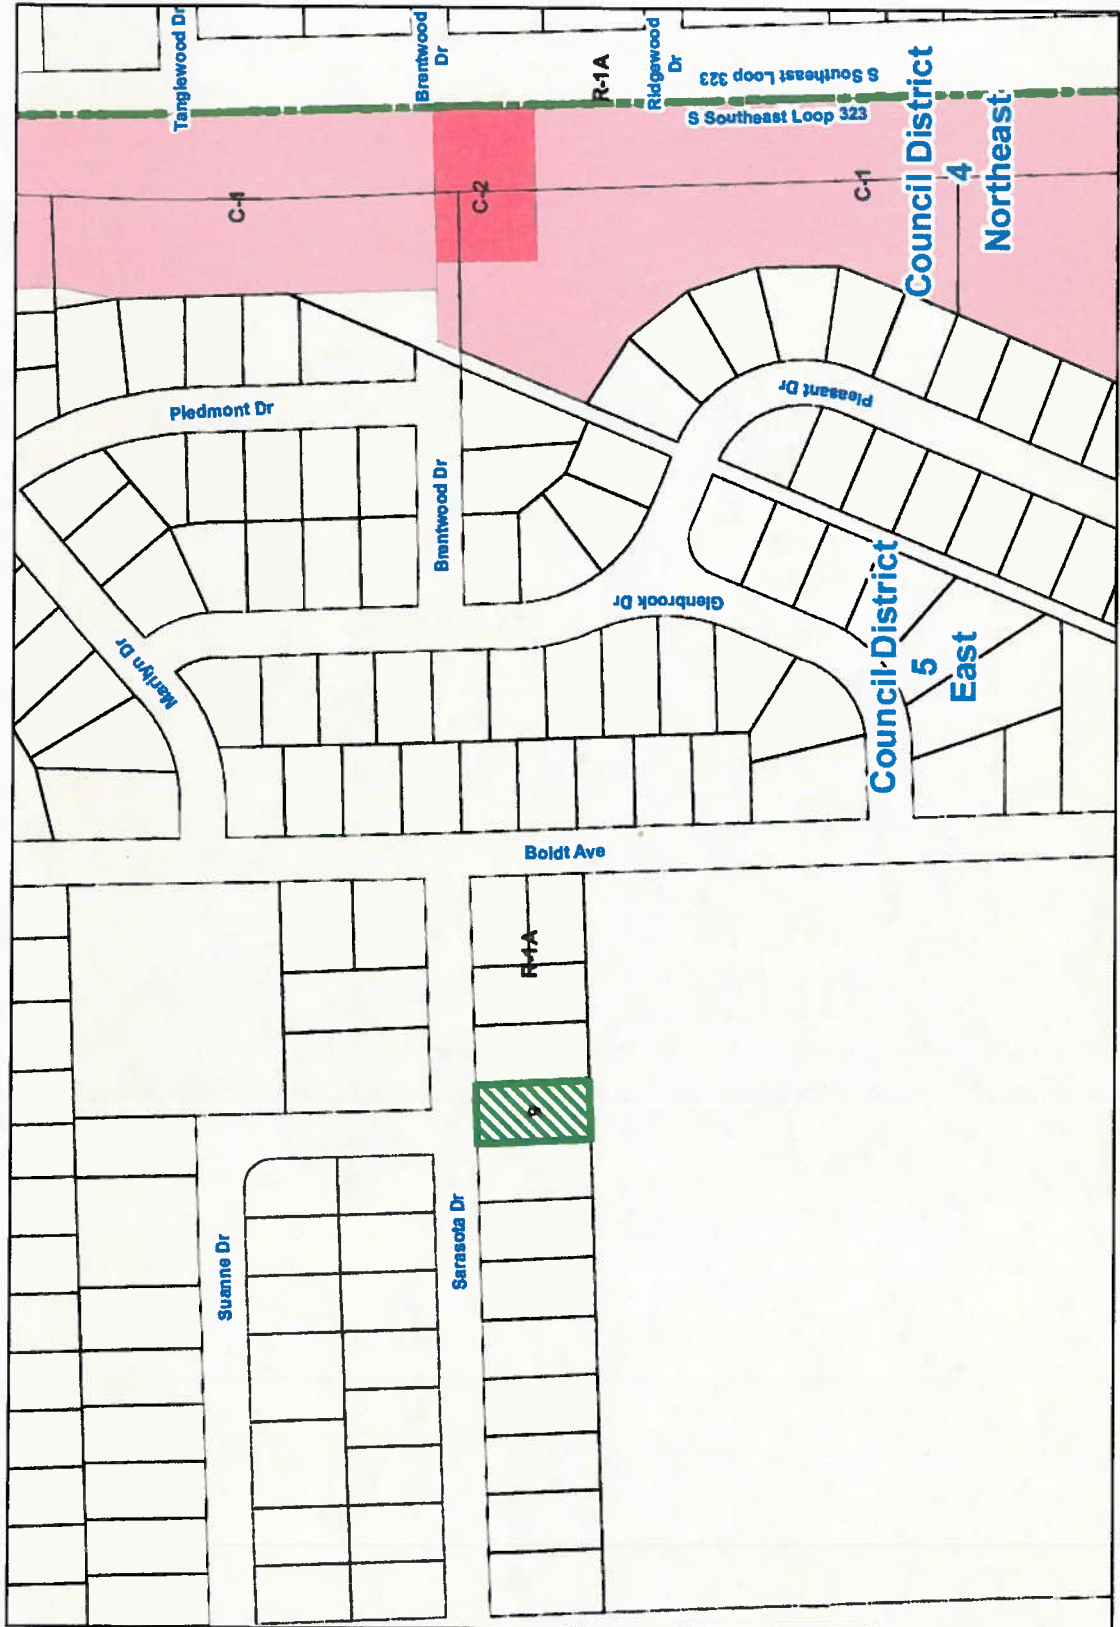 Tanglewood Dr
Brentwood
Dr
R-1A
Ridgewood
Dr
S Southeast Loop 323
S Southeast Loop 323
C-1
C-2
C-1
Council District
4
Northeast
Piedmont Dr
Pleasant Dr
Brentwood Dr
Glenbrook Dr
Marilyn Dr
Council District
5
East
Boldt Ave
R-1A
9
Suanne Dr
Sarasota Dr